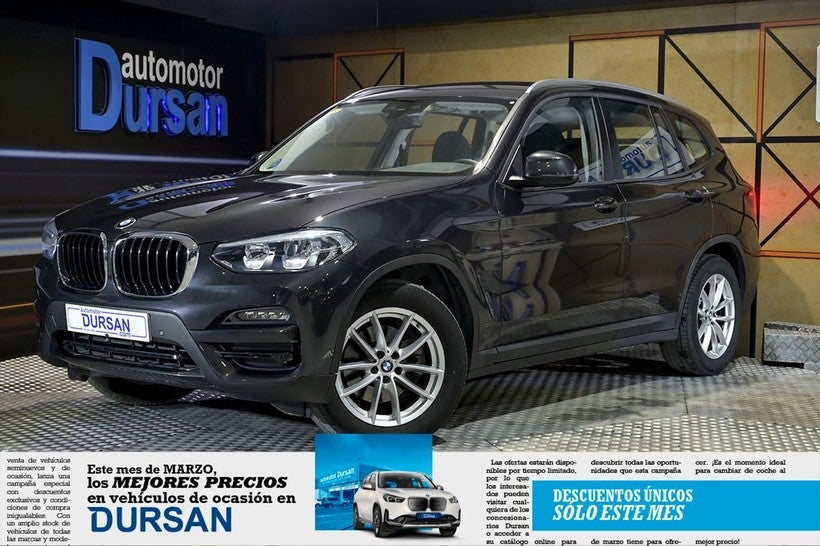 automotor
Dursan
automotor
DURSAN
.com
venta de vehículos
seminuevos y de
ocasión, lanza una
campaña especial
con descuentos
exclusivos y condi-
ciones de compra
inigualables. Con
un amplio stock de
vehículos de todas
las marcas y mode-
Este mes de MARZO,
los MEJORES PRECIOS
en vehículos de ocasión en
DURSAN
automotor Dursan
Las ofertas estarán dispo-
nibles por tiempo limitado,
por lo que
los interesa-
dos pueden
visitar cual-
quiera de los
concesiona-
rios Dursan
o acceder a
su catálogo online para
descubrir todas las oportu-
nidades que esta campaña
de marzo tiene para ofre-
cer. ¡Es el momento ideal
para cambiar de coche al
mejor precio!
DESCUENTOS ÚNICOS
SÓLO ESTE MES